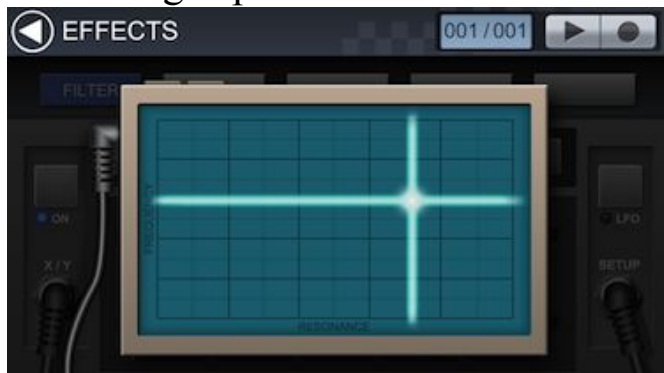 EFFECTS
001/001
FILTER
FREQUENCY
ON
LFO
X/Y
SETUP
RESONANCE